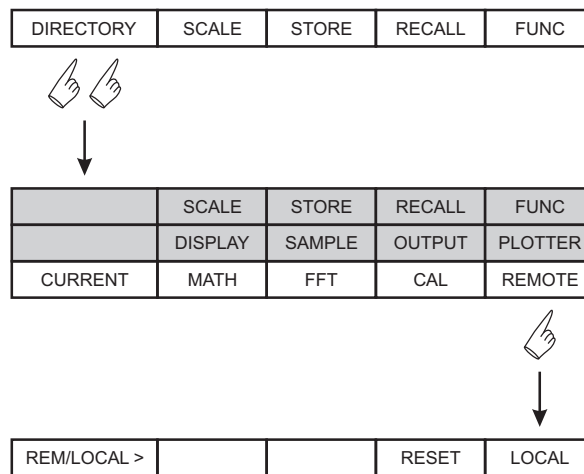 DIRECTORY SCALE STORE RECALL FUNC
SCALE STORE RECALL FUNC
DISPLAY SAMPLE OUTPUT PLOTTER
CURRENT MATH FFT CAL REMOTE
REM/LOCAL > RESET LOCAL